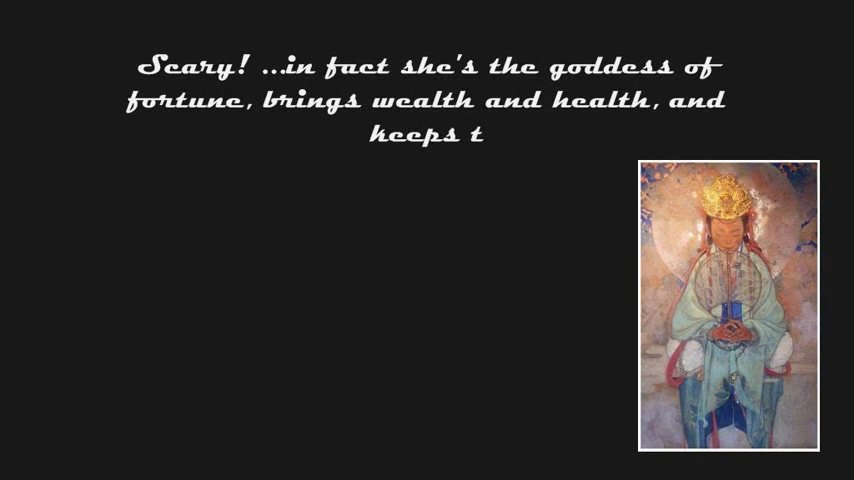 Scary! ...in fact she's the goddess of
fortune, brings wealth and health, and
keeps t